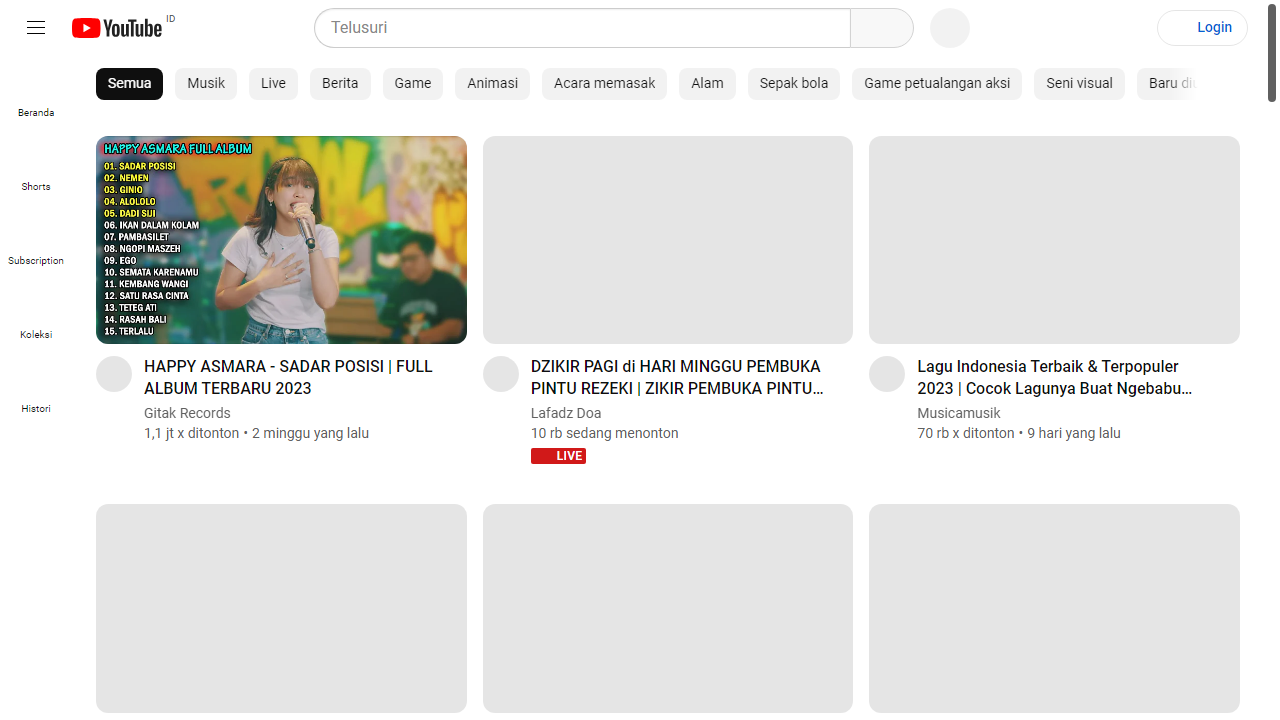 YouTube ID
Telusuri
Login
Semua
Musik
Live
Berita
Game
Animasi
Acara memasak
Alam
Sepak bola
Game petualangan aksi
Seni visual
Baru
Beranda
Shorts
Subscription
Koleksi
Histori
HAPPY ASMARA FULL ALBUM
01. SADAR POSISI
02. NEMEN
03. GINIO
04. ALOLOLO
05. DADI SIJI
06. IKAN DALAM KOLAM
07. PAMBASILET
08. NGOPI MASZEH
09. EGO
10. SEMATA KARENAMU
11. KEMBANG WANGI
12. SATU RASA CINTA
13. TETEG ATI
14. RASAH BALI
15. TERLALU
HAPPY ASMARA - SADAR POSISI | FULL
ALBUM TERBARU 2023
Gitak Records
1,1 jt x ditonton • 2 minggu yang lalu
DZIKIR PAGI di HARI MINGGU PEMBUKA
PINTU REZEKI | ZIKIR PEMBUKA PINTU...
Lafadz Doa
10 rb sedang menonton
LIVE
Lagu Indonesia Terbaik & Terpopuler
2023 | Cocok Lagunya Buat Ngebabu...
Musicamusik
70 rb x ditonton • 9 hari yang lalu